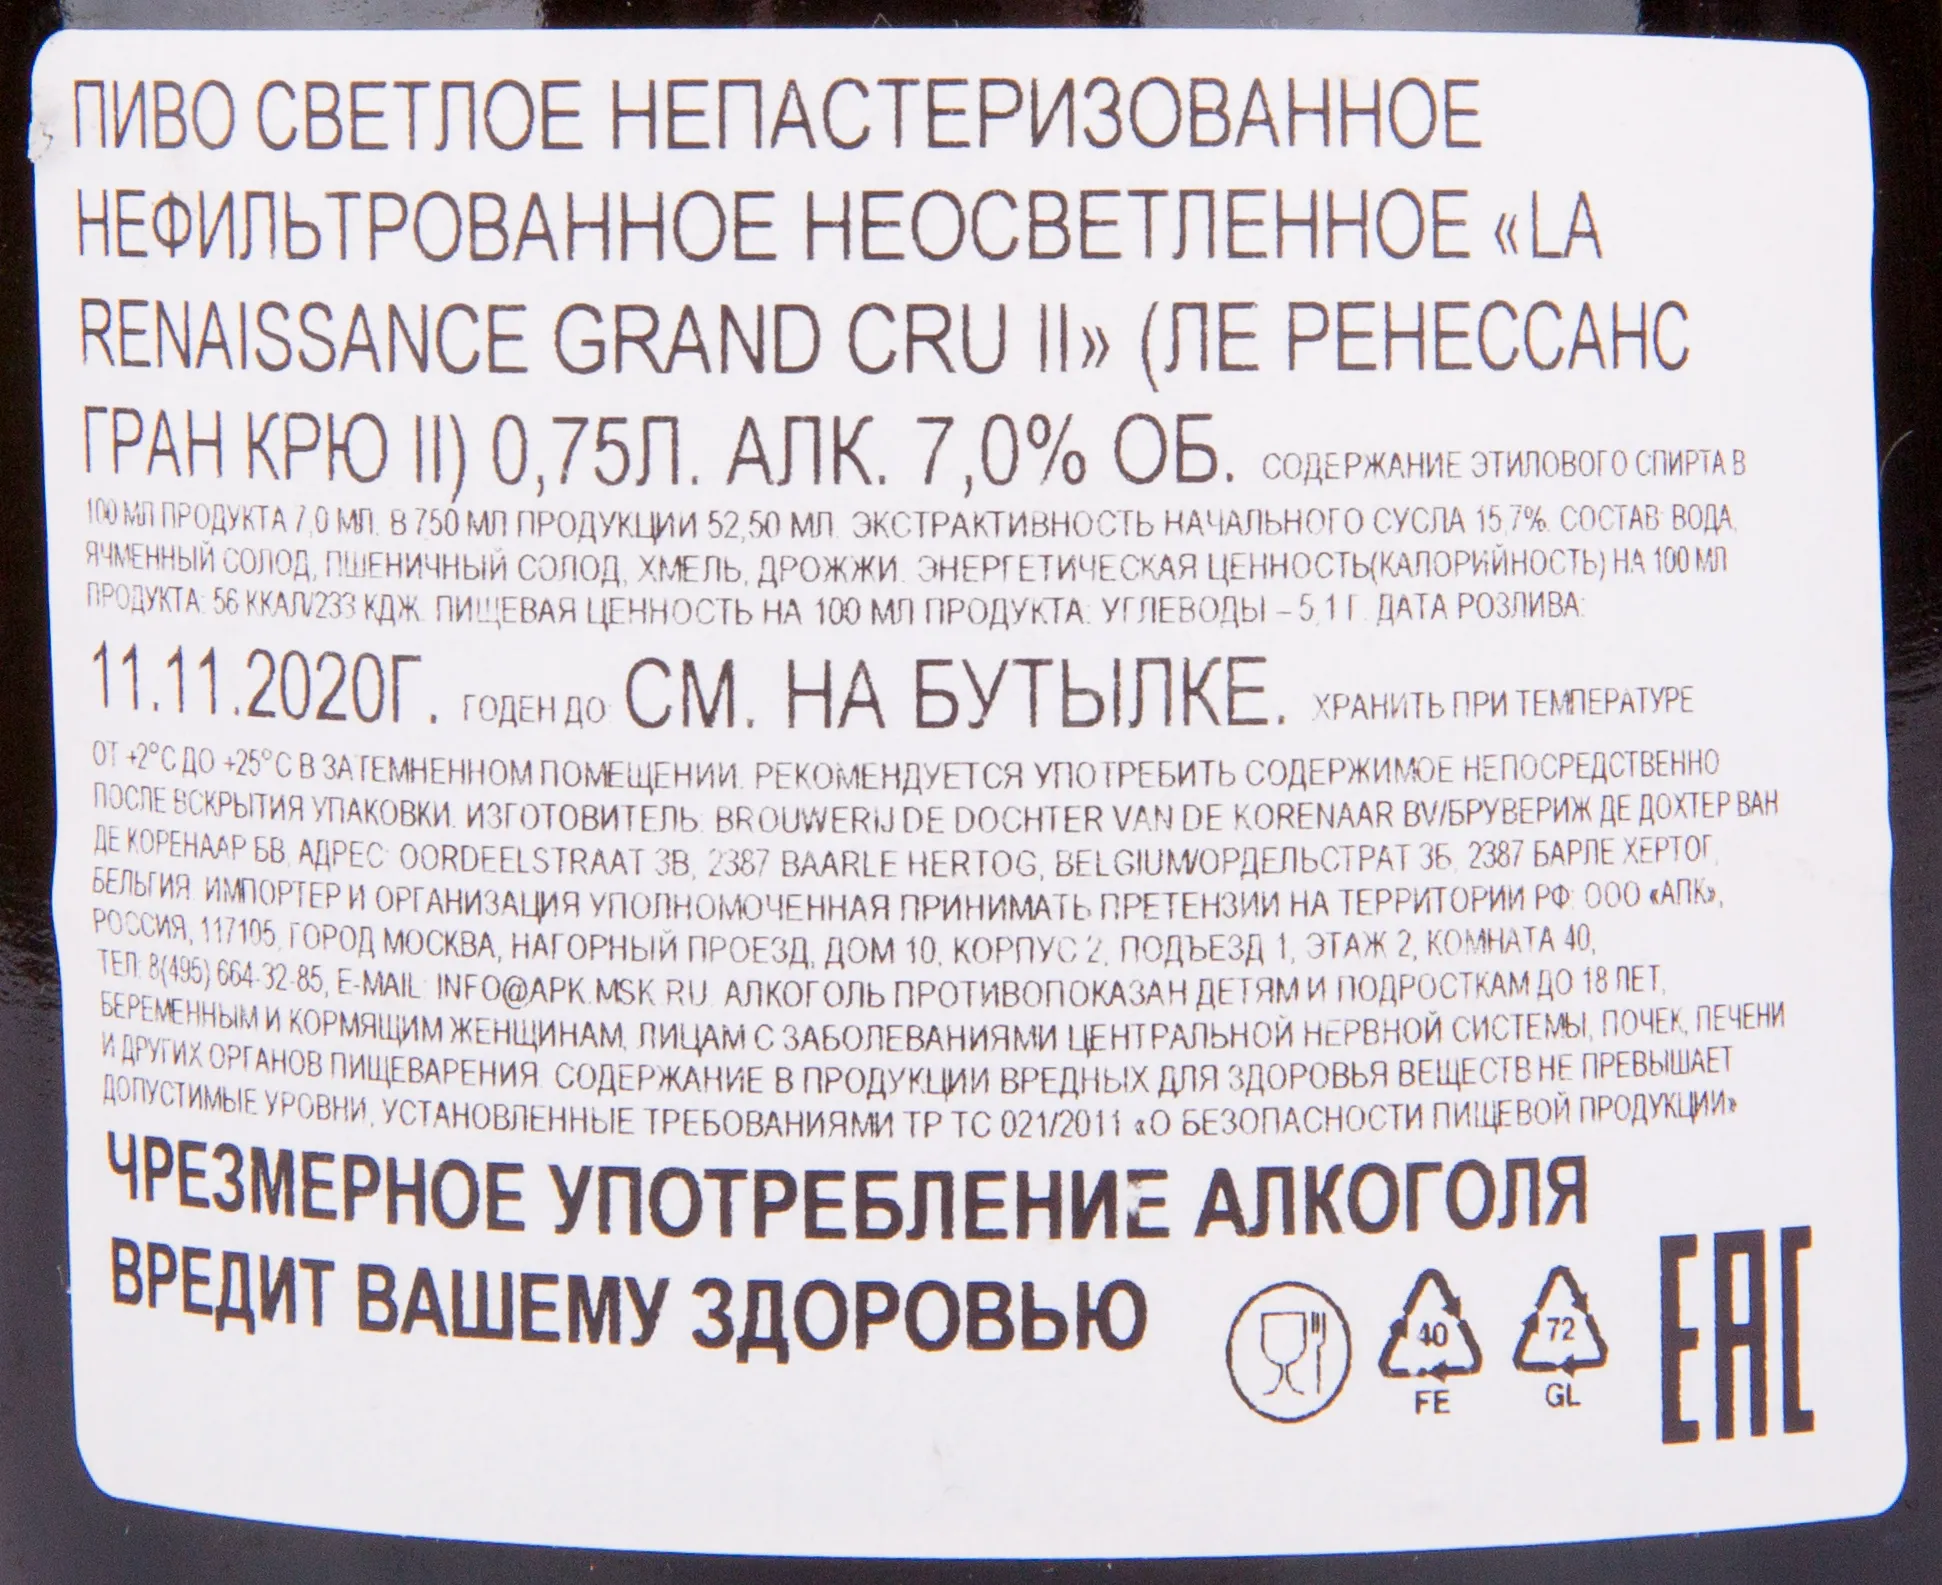 ПИВО СВЕТЛОЕ НЕПАСТЕРИЗОВАННОЕ
НЕФИЛЬТРОВАННОЕ НЕОСВЕТЛЕННОЕ «LA
RENAISSANCE GRAND CRU II» (ЛЕ РЕНЕССАНС
ГРАН КРЮ II) 0,75Л. АЛК. 7,0% ОБ. СОДЕРЖАНИЕ ЭТИЛОВОГО СПИРТА В
100 МЛ ПРОДУКТА 7,0 МЛ. В 750 МЛ ПРОДУКЦИИ 52,50 МЛ. ЭКСТРАКТИВНОСТЬ НАЧАЛЬНОГО СУСЛА 15,7%. СОСТАВ: ВОДА,
ЯЧМЕННЫЙ СОЛОД, ПШЕНИЧНЫЙ СОЛОД, ХМЕЛЬ, ДРОЖЖИ. ЭНЕРГЕТИЧЕСКАЯ ЦЕННОСТЬ(КАЛОРИЙНОСТЬ) НА 100 МЛ
ПРОДУКТА: 56 ККАЛ/233 КДЖ. ПИЩЕВАЯ ЦЕННОСТЬ НА 100 МЛ ПРОДУКТА: УГЛЕВОДЫ – 5,1 Г. ДАТА РОЗЛИВА:
11.11.2020Г. ГОДЕН ДО: СМ. НА БУТЫЛКЕ. ХРАНИТЬ ПРИ ТЕМПЕРАТУРЕ
ОТ +2°С ДО +25°С В ЗАТЕМНЕННОМ ПОМЕЩЕНИИ. РЕКОМЕНДУЕТСЯ УПОТРЕБИТЬ СОДЕРЖИМОЕ НЕПОСРЕДСТВЕННО
ПОСЛЕ ВСКРЫТИЯ УПАКОВКИ. ИЗГОТОВИТЕЛЬ: BROUWERIJ DE DOCHTER VAN DE KORENAAR BV/БРУВЕРИЖ ДЕ ДОХТЕР ВАН
ДЕ КОРЕНААР БВ, АДРЕС: OORDEELSTRAAT 3B, 2387 BAARLE HERTOG, BELGIUM/ОРДЕЛЬСТРАТ 3Б, 2387 БАРЛЕ ХЕРТОГ,
БЕЛЬГИЯ. ИМПОРТЕР И ОРГАНИЗАЦИЯ УПОЛНОМОЧЕННАЯ ПРИНИМАТЬ ПРЕТЕНЗИИ НА ТЕРРИТОРИИ РФ: ООО «АПК»,
РОССИЯ, 117105, ГОРОД МОСКВА, НАГОРНЫЙ ПРОЕЗД, ДОМ 10, КОРПУС 2, ПОДЪЕЗД 1, ЭТАЖ 2, КОМНАТА 40,
ТЕЛ: 8(495) 664-32-85, E-MAIL: INFO@APK.MSK.RU. АЛКОГОЛЬ ПРОТИВОПОКАЗАН ДЕТЯМ И ПОДРОСТКАМ ДО 18 ЛЕТ,
БЕРЕМЕННЫМ И КОРМЯЩИМ ЖЕНЩИНАМ, ЛИЦАМ С ЗАБОЛЕВАНИЯМИ ЦЕНТРАЛЬНОЙ НЕРВНОЙ СИСТЕМЫ, ПОЧЕК, ПЕЧЕНИ
И ДРУГИХ ОРГАНОВ ПИЩЕВАРЕНИЯ. СОДЕРЖАНИЕ В ПРОДУКЦИИ ВРЕДНЫХ ДЛЯ ЗДОРОВЬЯ ВЕЩЕСТВ НЕ ПРЕВЫШАЕТ
ДОПУСТИМЫЕ УРОВНИ, УСТАНОВЛЕННЫЕ ТРЕБОВАНИЯМИ ТР ТС 021/2011 «О БЕЗОПАСНОСТИ ПИЩЕВОЙ ПРОДУКЦИИ»
ЧРЕЗМЕРНОЕ УПОТРЕБЛЕНИЕ АЛКОГОЛЯ
ВРЕДИТ ВАШЕМУ ЗДОРОВЬЮ
40
FE
72
GL
EAC